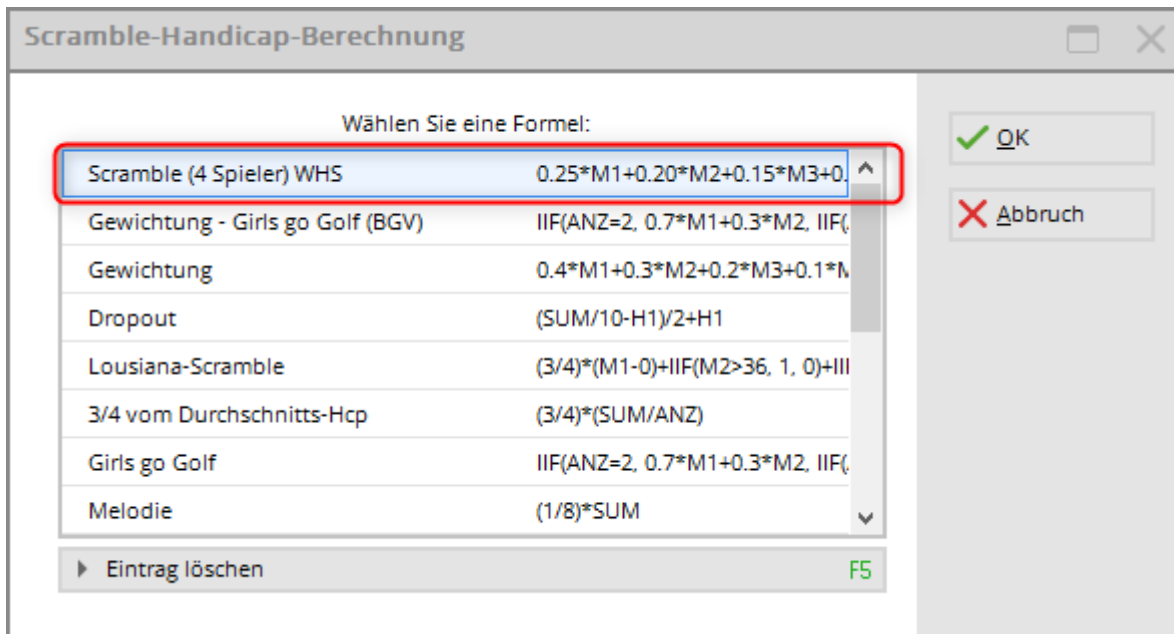 Scramble-Handicap-Berechnung
Wählen Sie eine Formel:
Scramble (4 Spieler) WHS 0.25*M1+0.20*M2+0.15*M3+0.
Gewichtung - Girls go Golf (BGV) IIF(ANZ=2, 0.7*M1+0.3*M2, IIF(
Gewichtung 0.4*M1+0.3*M2+0.2*M3+0.1*M
Dropout (SUM/10-H1)/2+H1
Lousiana-Scramble (3/4)*(M1-0)+IIF(M2>36, 1, 0)+III
3/4 vom Durchschnitts-Hcp (3/4)*(SUM/ANZ)
Girls go Golf IIF(ANZ=2, 0.7*M1+0.3*M2, IIF(
Melodie (1/8)*SUM
Eintrag löschen F5
OK
Abbruch